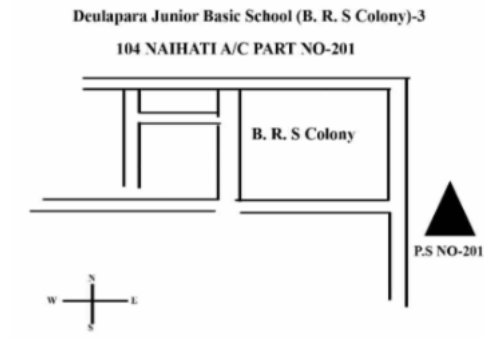 Deulapara Junior Basic School (B. R. S Colony)-3
104 NAIHATI A/C PART NO-201
B. R. S Colony
P.S NO-201
N
W E
S